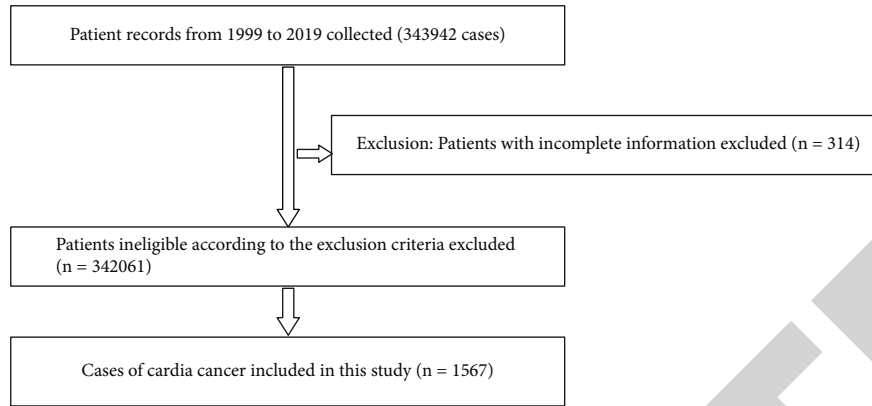 Patient records from 1999 to 2019 collected (343942 cases)
Exclusion: Patients with incomplete information excluded (n = 314)
Patients ineligible according to the exclusion criteria excluded
(n = 342061)
Cases of cardia cancer included in this study (n = 1567)